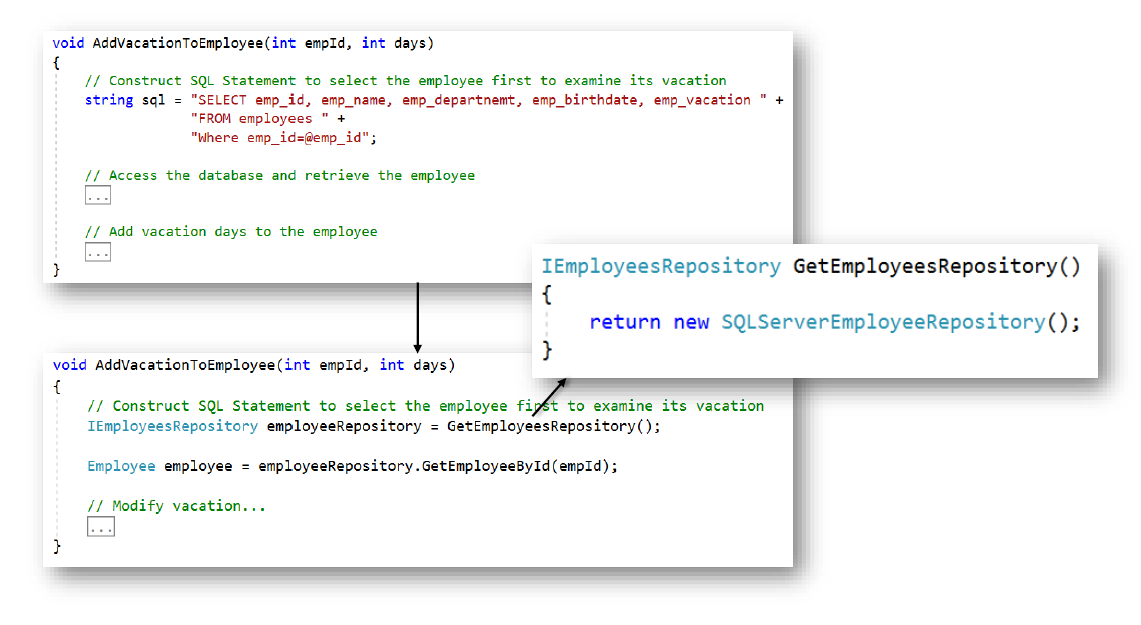 void AddVacationToEmployee(int empId, int days)
{
// Construct SQL Statement to select the employee first to examine its vacation
string sql = "SELECT emp_id, emp_name, emp_departnemt, emp_birthdate, emp_vacation " +
"FROM employees " +
"Where emp_id=@emp_id";
// Access the database and retrieve the employee
...
// Add vacation days to the employee
...
}
IEmployeesRepository GetEmployeesRepository()
{
return new SQLServerEmployeeRepository();
}
void AddVacationToEmployee(int empId, int days)
{
// Construct SQL Statement to select the employee first to examine its vacation
IEmployeesRepository employeeRepository = GetEmployeesRepository();
Employee employee = employeeRepository.GetEmployeeById(empId);
// Modify vacation...
...
}